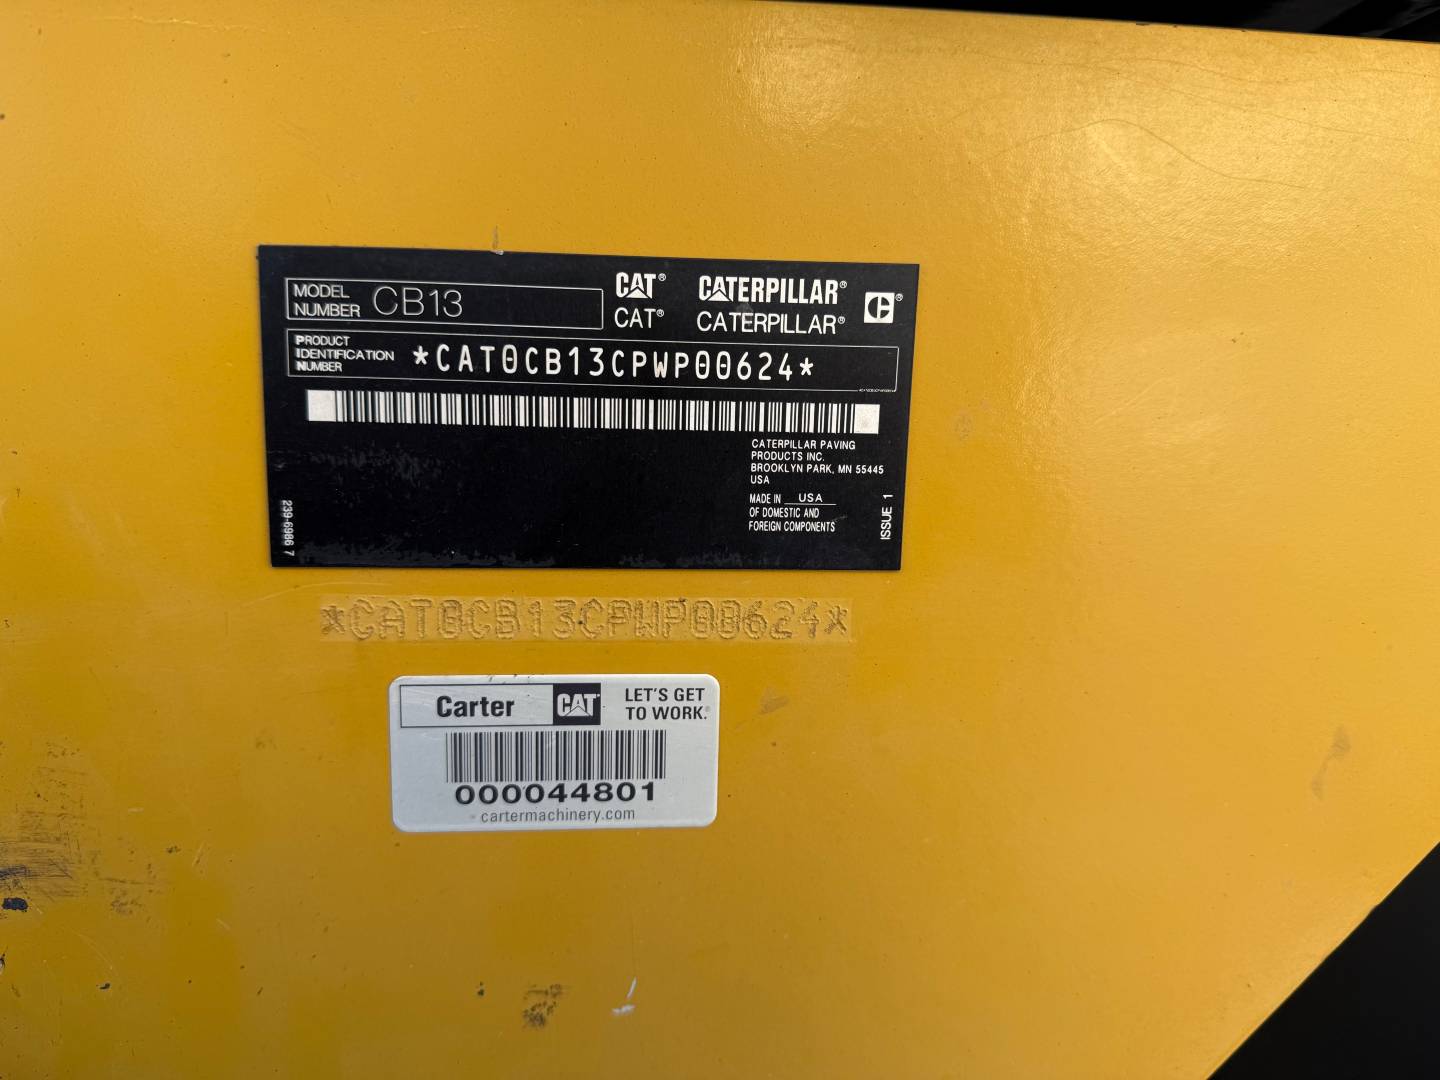 MODEL NUMBER CB13
CAT® CATERPILLAR®
CAT® CATERPILLAR®
PRODUCT IDENTIFICATION NUMBER *CAT0CB13CPWP00624*
CATERPILLAR PAVING
PRODUCTS INC.
BROOKLYN PARK, MN 55445
USA
MADE IN USA
OF DOMESTIC AND
FOREIGN COMPONENTS
239-6986 7
ISSUE 1
*CAT0CB13CPWP00624*
Carter CAT
LET'S GET
TO WORK.®
000044801
cartermachinery.com